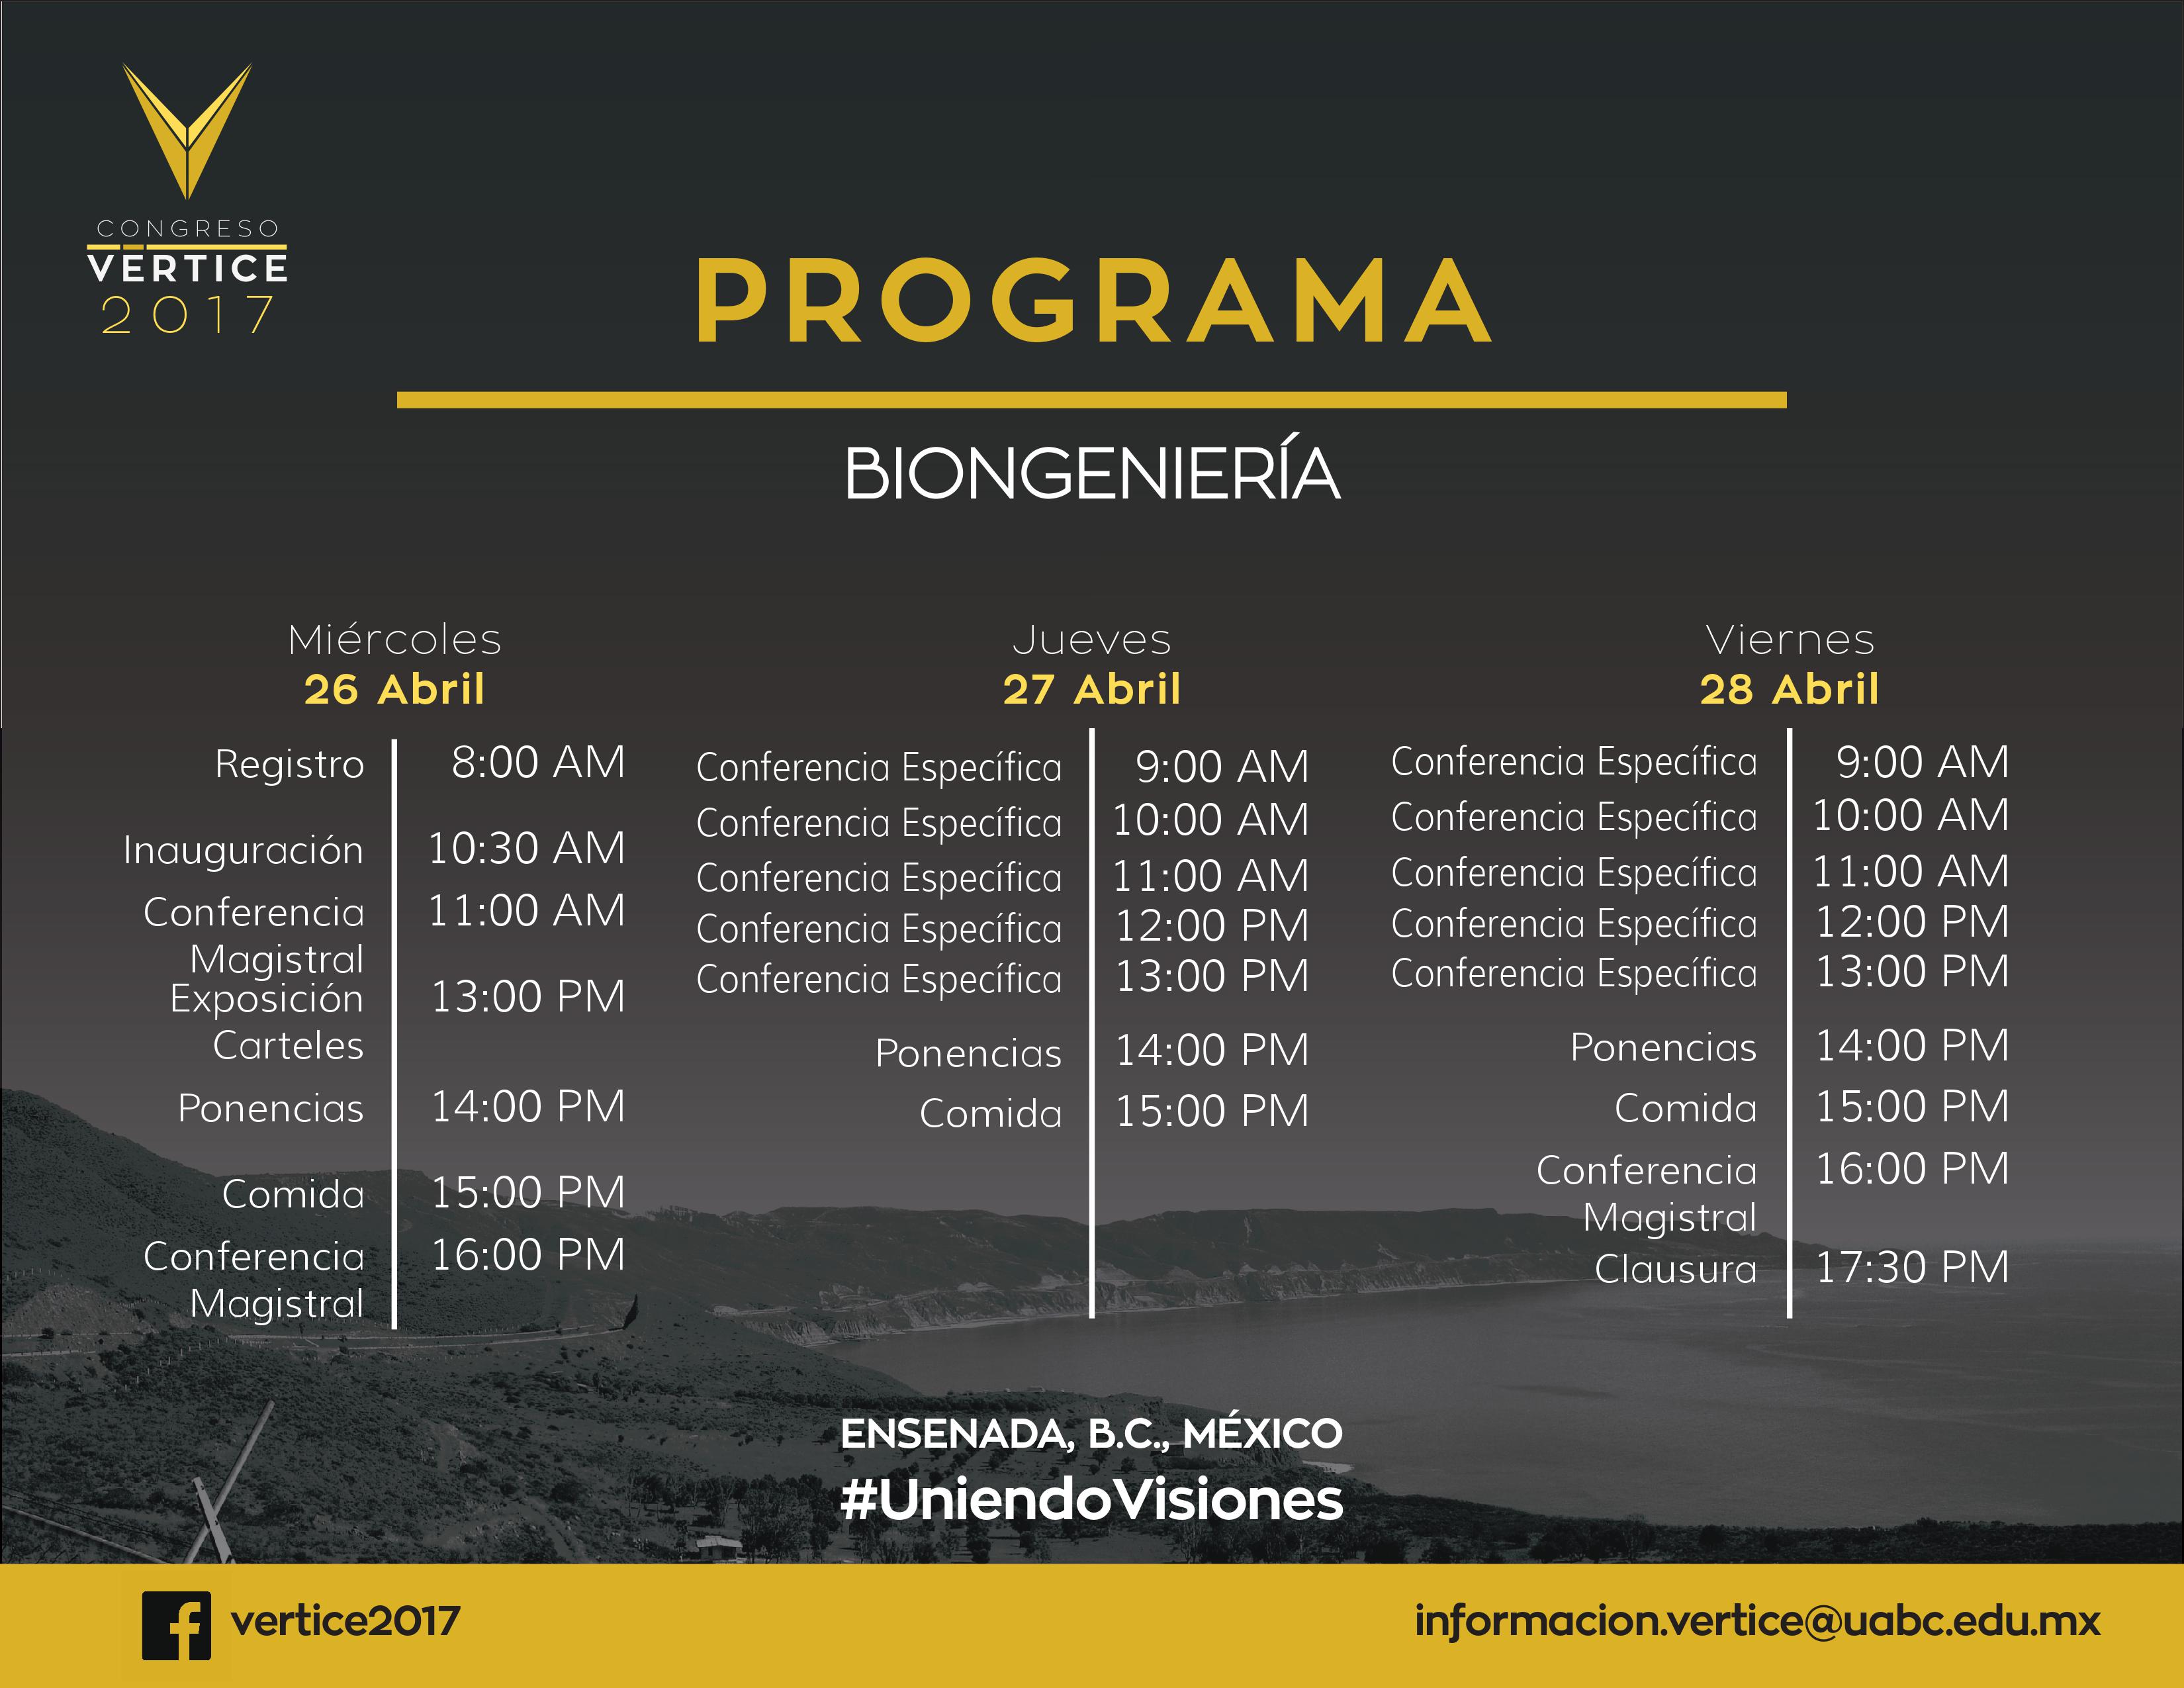 CONGRESO
VERTICE
2017
PROGRAMA
BIONGENIERÍA
Miércoles
26 Abril
Registro 8:00 AM
Inauguración 10:30 AM
Conferencia 11:00 AM
Magistral
Exposición 13:00 PM
Carteles
Ponencias 14:00 PM
Comida 15:00 PM
Conferencia 16:00 PM
Magistral
Jueves
27 Abril
Conferencia Específica 9:00 AM
Conferencia Específica 10:00 AM
Conferencia Específica 11:00 AM
Conferencia Específica 12:00 PM
Conferencia Específica 13:00 PM
Ponencias 14:00 PM
Comida 15:00 PM
Viernes
28 Abril
Conferencia Específica 9:00 AM
Conferencia Específica 10:00 AM
Conferencia Específica 11:00 AM
Conferencia Específica 12:00 PM
Conferencia Específica 13:00 PM
Ponencias 14:00 PM
Comida 15:00 PM
Conferencia 16:00 PM
Magistral
Clausura 17:30 PM
ENSENADA, B.C., MÉXICO
#UniendoVisiones
vertice2017
informacion.vertice@uabc.edu.mx